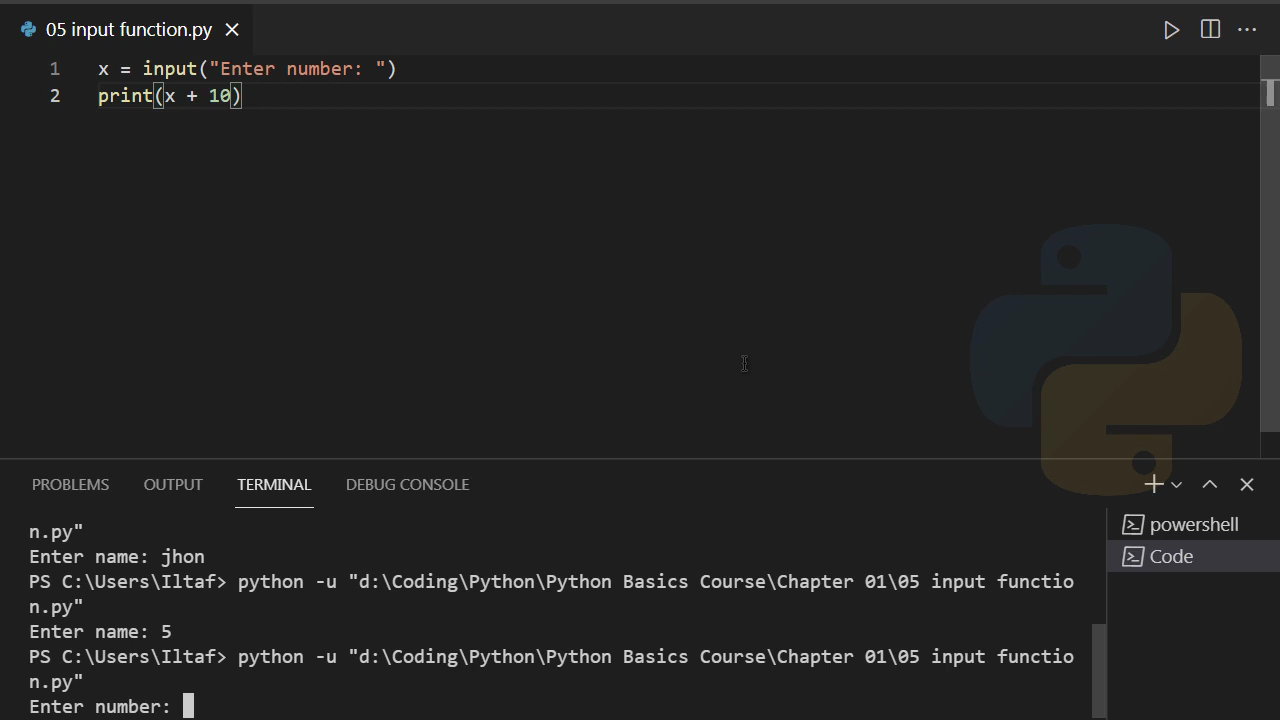 05 input function.py
1 x = input("Enter number: ")
2 print(x + 10)
PROBLEMS OUTPUT TERMINAL DEBUG CONSOLE
n.py"
Enter name: jhon
PS C:\Users\Iltaf> python -u "d:\Coding\Python\Python Basics Course\Chapter 01\05 input functio
n.py"
Enter name: 5
PS C:\Users\Iltaf> python -u "d:\Coding\Python\Python Basics Course\Chapter 01\05 input functio
n.py"
Enter number:
powershell
Code